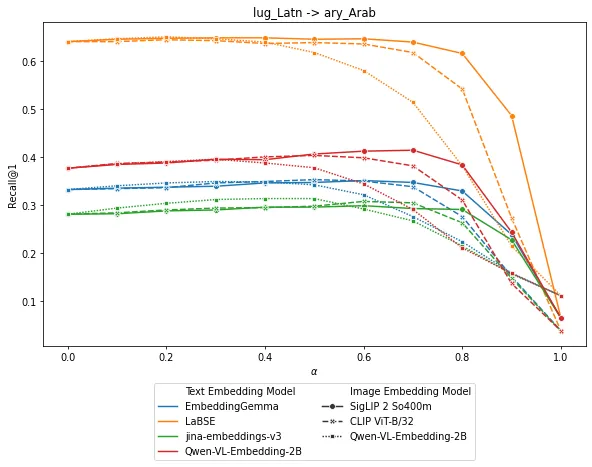 lug_Latn -> ary_Arab
Recall@1
0.6
0.5
0.4
0.3
0.2
0.1
0.0 0.2 0.4 0.6 0.8 1.0
α
Text Embedding Model Image Embedding Model
EmbeddingGemma SigLIP 2 So400m
LaBSE CLIP ViT-B/32
jina-embeddings-v3 Qwen-VL-Embedding-2B
Qwen-VL-Embedding-2B